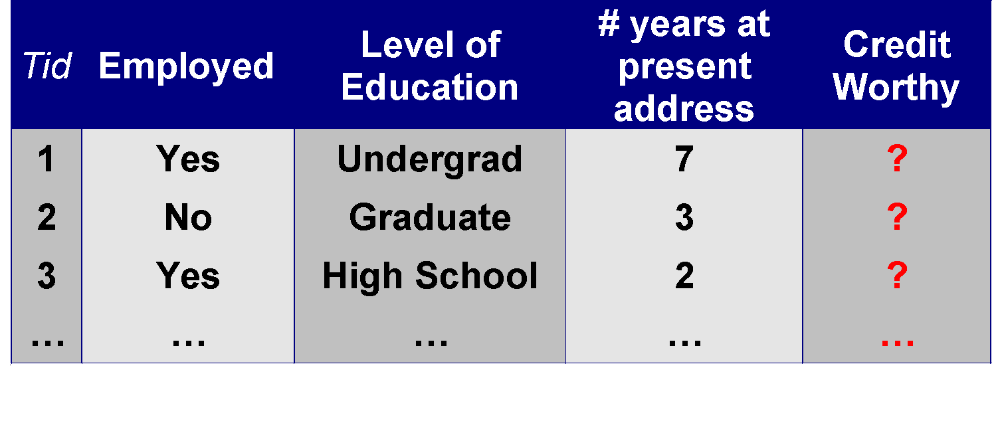 Tid Employed Level of Education # years at present address Credit Worthy
1 Yes Undergrad 7 ?
2 No Graduate 3 ?
3 Yes High School 2 ?
… … … … …